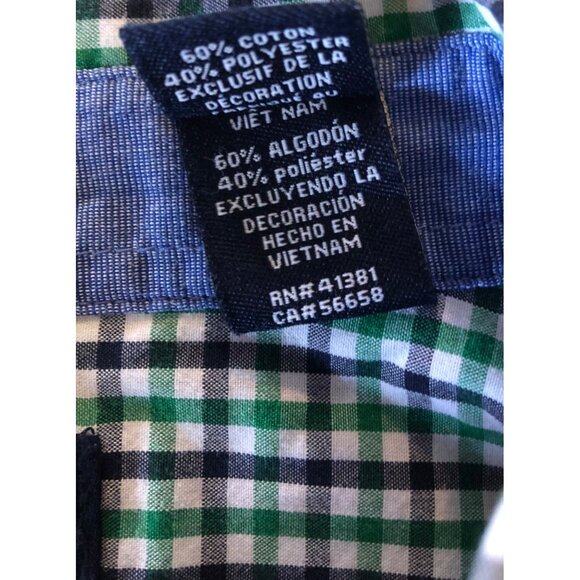 60% COTON
40% POLYESTER
EXCLUSIF DE LA
DÉCORATION
VIÊT NAM
60% ALGODÓN
40% poliéster
EXCLUYENDO LA
DECORACIÓN
HECHO EN
VIETNAM
RN#41381
CA#56658